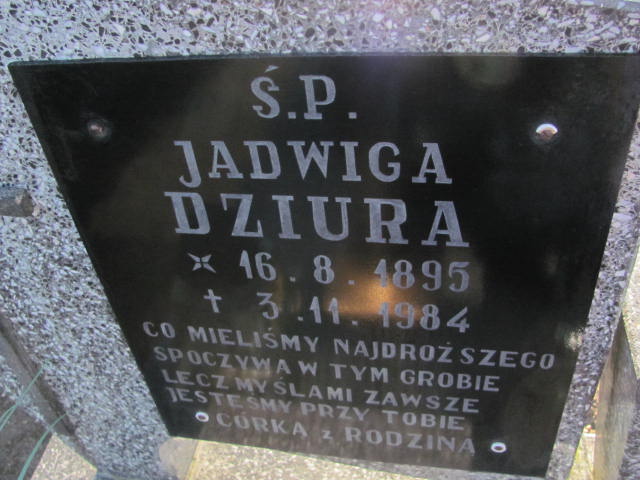 Ś.P.
JADWIGA
DZIURA
16.8.1895
✝ 3.11.1984
CO MIELIŚMY NAJDROŻSZEGO
SPOCZYWA W TYM GROBIE
LECZ MYŚLAMI ZAWSZE
JESTEŚMY PRZY TOBIE
CÓRKA z RODZINĄ